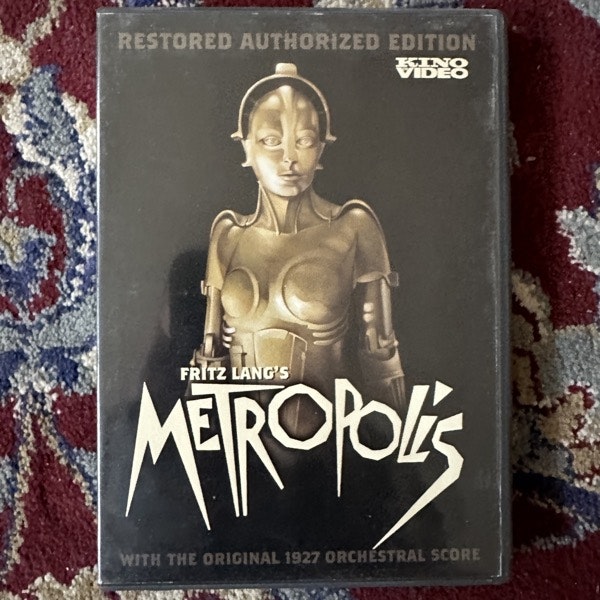 RESTORED AUTHORIZED EDITION
KINO
VIDEO
FRITZ LANG'S
METROPOLIS
WITH THE ORIGINAL 1927 ORCHESTRAL SCORE